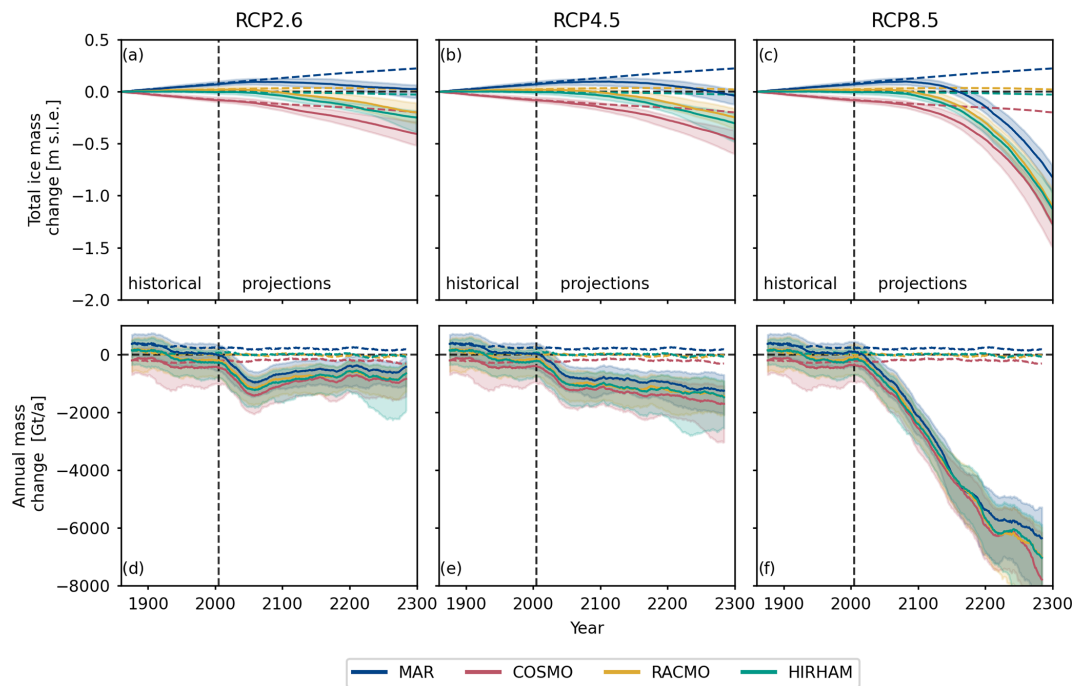 RCP2.6
RCP4.5
RCP8.5
Total ice mass
change [m s.l.e.]
0.5
0.0
−0.5
−1.0
−1.5
−2.0
(a)
historical
projections
(b)
historical
projections
(c)
historical
projections
Annual mass
change [Gt/a]
0
−2000
−4000
−6000
−8000
(d)
(e)
(f)
1900 2000 2100 2200 2300
1900 2000 2100 2200 2300
1900 2000 2100 2200 2300
Year
MAR COSMO RACMO HIRHAM